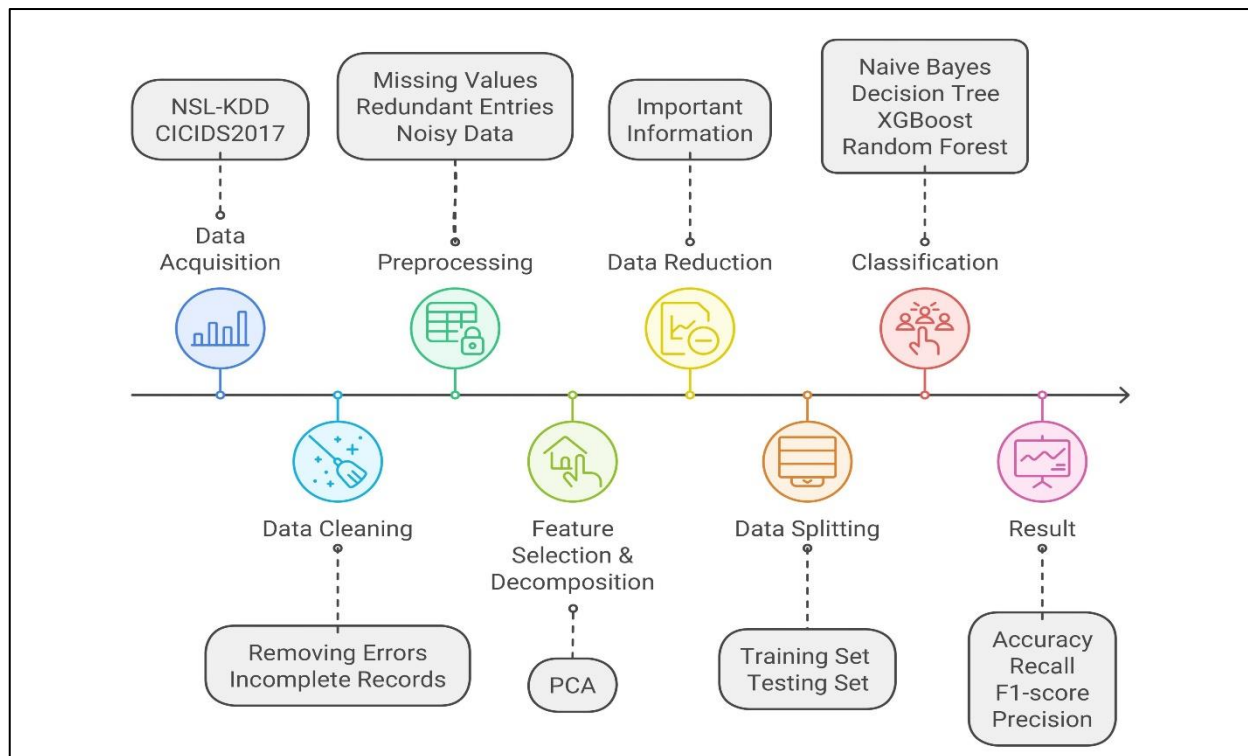 NSL-KDD
CICIDS2017
Data
Acquisition
Removing Errors
Incomplete Records
Data Cleaning
Missing Values
Redundant Entries
Noisy Data
Preprocessing
Feature
Selection &
Decomposition
PCA
Important
Information
Data Reduction
Data Splitting
Training Set
Testing Set
Naive Bayes
Decision Tree
XGBoost
Random Forest
Classification
Result
Accuracy
Recall
F1-score
Precision